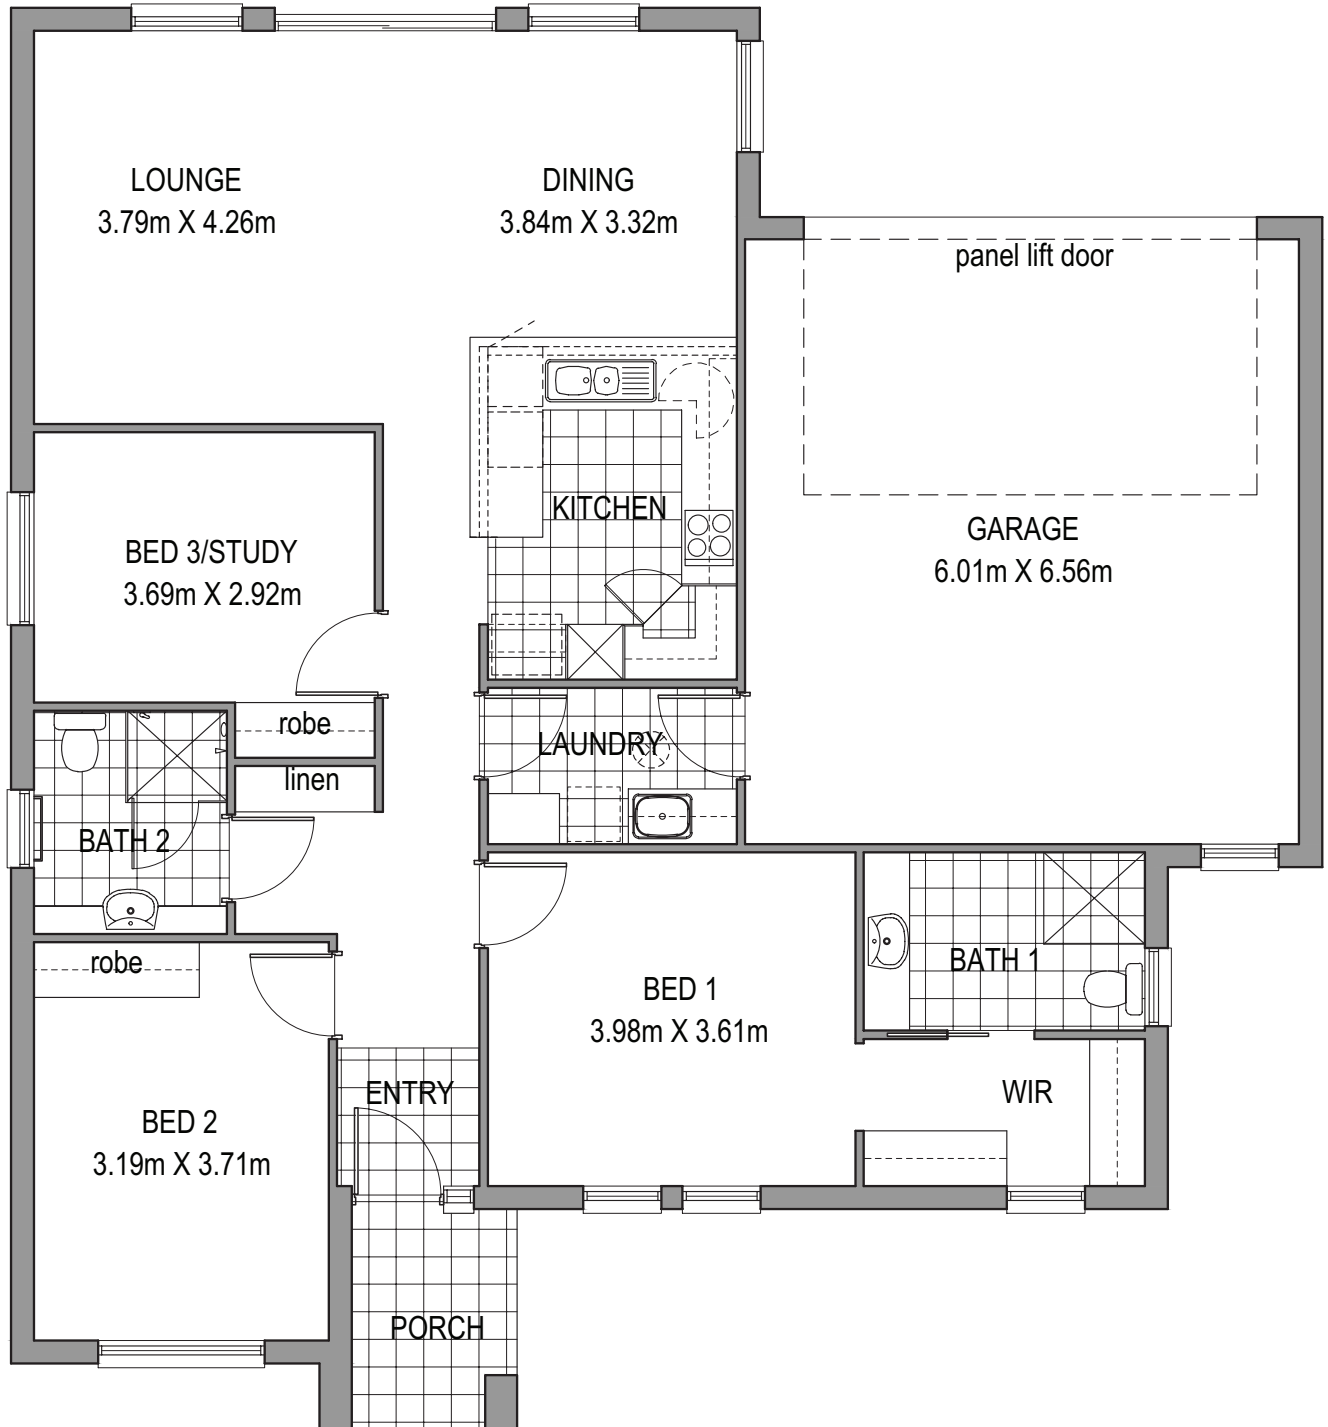 LOUNGE
3.79m X 4.26m
DINING
3.84m X 3.32m
panel lift door
KITCHEN
GARAGE
6.01m X 6.56m
BED 3/STUDY
3.69m X 2.92m
robe
linen
LAUNDRY
BATH 2
robe
BED 1
3.98m X 3.61m
BATH 1
WIR
ENTRY
BED 2
3.19m X 3.71m
PORCH